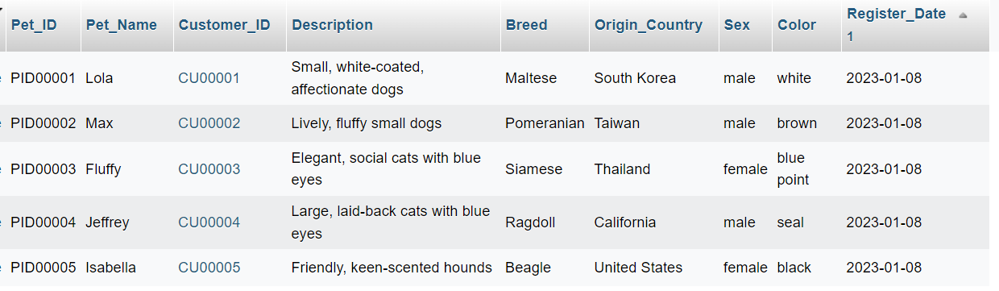 Pet_ID Pet_Name Customer_ID Description Breed Origin_Country Sex Color Register_Date 1
PID00001 Lola CU00001 Small, white-coated, affectionate dogs Maltese South Korea male white 2023-01-08
PID00002 Max CU00002 Lively, fluffy small dogs Pomeranian Taiwan male brown 2023-01-08
PID00003 Fluffy CU00003 Elegant, social cats with blue eyes Siamese Thailand female blue point 2023-01-08
PID00004 Jeffrey CU00004 Large, laid-back cats with blue eyes Ragdoll California male seal 2023-01-08
PID00005 Isabella CU00005 Friendly, keen-scented hounds Beagle United States female black 2023-01-08